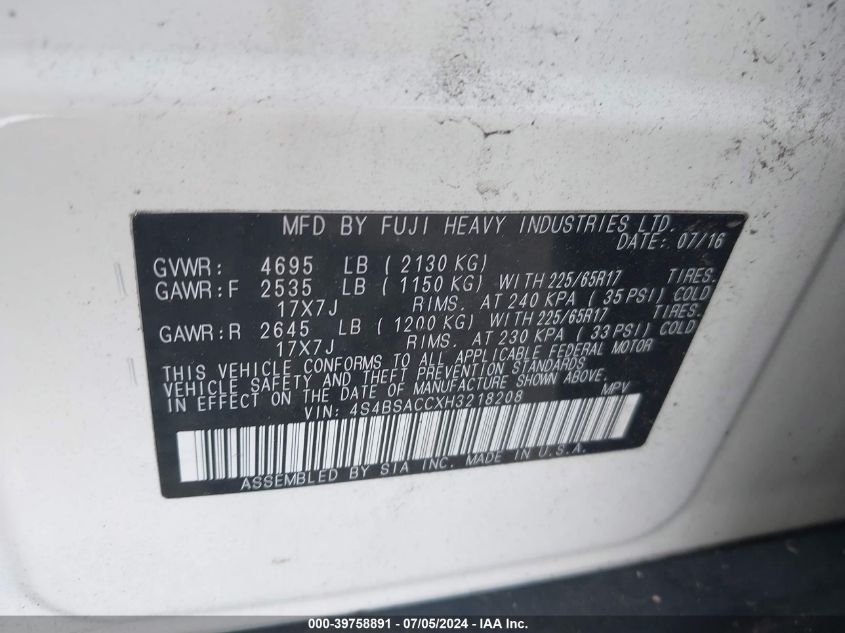 MFD BY FUJI HEAVY INDUSTRIES LTD.
DATE: 07/16
GVWR: 4695 LB ( 2130 KG)
GAWR:F 2535 LB ( 1150 KG) WITH 225/65R17 TIRES.
17X7J RIMS. AT 240 KPA ( 35 PSI) COLD
GAWR:R 2645 LB ( 1200 KG) WITH 225/65R17 TIRES.
17X7J RIMS. AT 230 KPA ( 33 PSI) COLD
THIS VEHICLE CONFORMS TO ALL APPLICABLE FEDERAL MOTOR
VEHICLE SAFETY AND THEFT PREVENTION STANDARDS
IN EFFECT ON THE DATE OF MANUFACTURE SHOWN ABOVE.
VIN: 4S4BSACCXH3218208 MPV
ASSEMBLED BY SIA INC. MADE IN U.S.A.
000-39758891 - 07/05/2024 - IAA Inc.